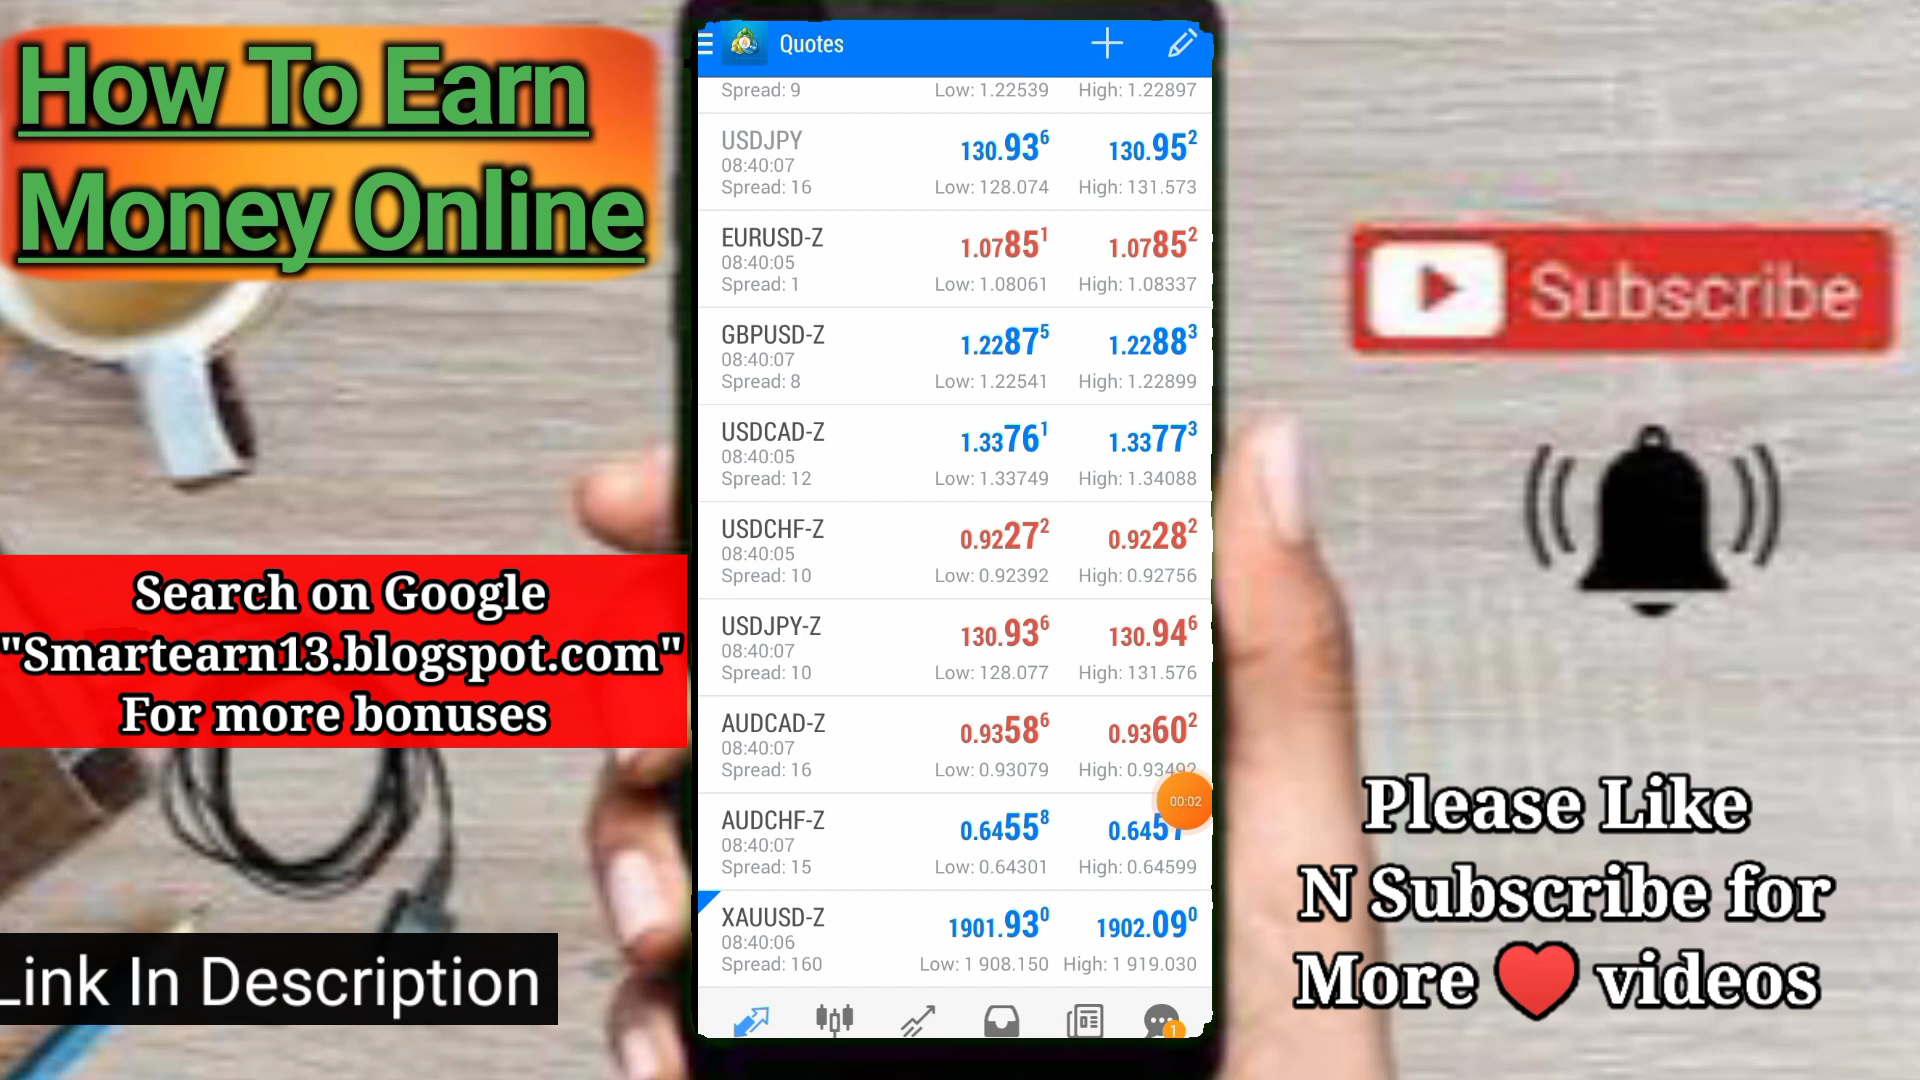 How To Earn
Money Online
Search on Google
"Smartearn13.blogspot.com"
For more bonuses
Link In Description
Quotes
Spread: 9 Low: 1.22539 High: 1.22897
USDJPY 130.936 130.952
08:40:07
Spread: 16 Low: 128.074 High: 131.573
EURUSD-Z 1.07851 1.07852
08:40:05
Spread: 1 Low: 1.08061 High: 1.08337
GBPUSD-Z 1.22875 1.22883
08:40:07
Spread: 8 Low: 1.22541 High: 1.22899
USDCAD-Z 1.33761 1.33773
08:40:05
Spread: 12 Low: 1.33749 High: 1.34088
USDCHF-Z 0.92272 0.92282
08:40:05
Spread: 10 Low: 0.92392 High: 0.92756
USDJPY-Z 130.936 130.946
08:40:07
Spread: 10 Low: 128.077 High: 131.576
AUDCAD-Z 0.93586 0.93602
08:40:07
Spread: 16 Low: 0.93079 High: 0.93492
00:02
AUDCHF-Z 0.64558
08:40:07
Spread: 15 Low: 0.64301 High: 0.64599
XAUUSD-Z 1901.930 1902.090
08:40:06
Spread: 160 Low: 1 908.150 High: 1 919.030
1
Subscribe
Please Like
N Subscribe for
More ❤️ videos